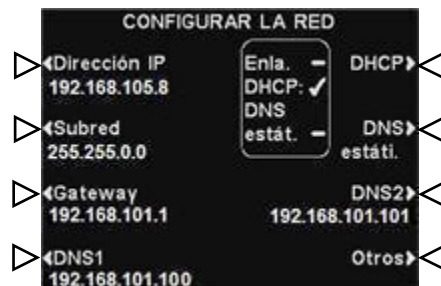 CONFIGURAR LA RED
Dirección IP
192.168.105.8
Enla. –
DHCP: ✓
DNS
estát. –
DHCP
Subred
255.255.0.0
DNS
estáti.
Gateway
192.168.101.1
DNS2
192.168.101.101
DNS1
192.168.101.100
Otros